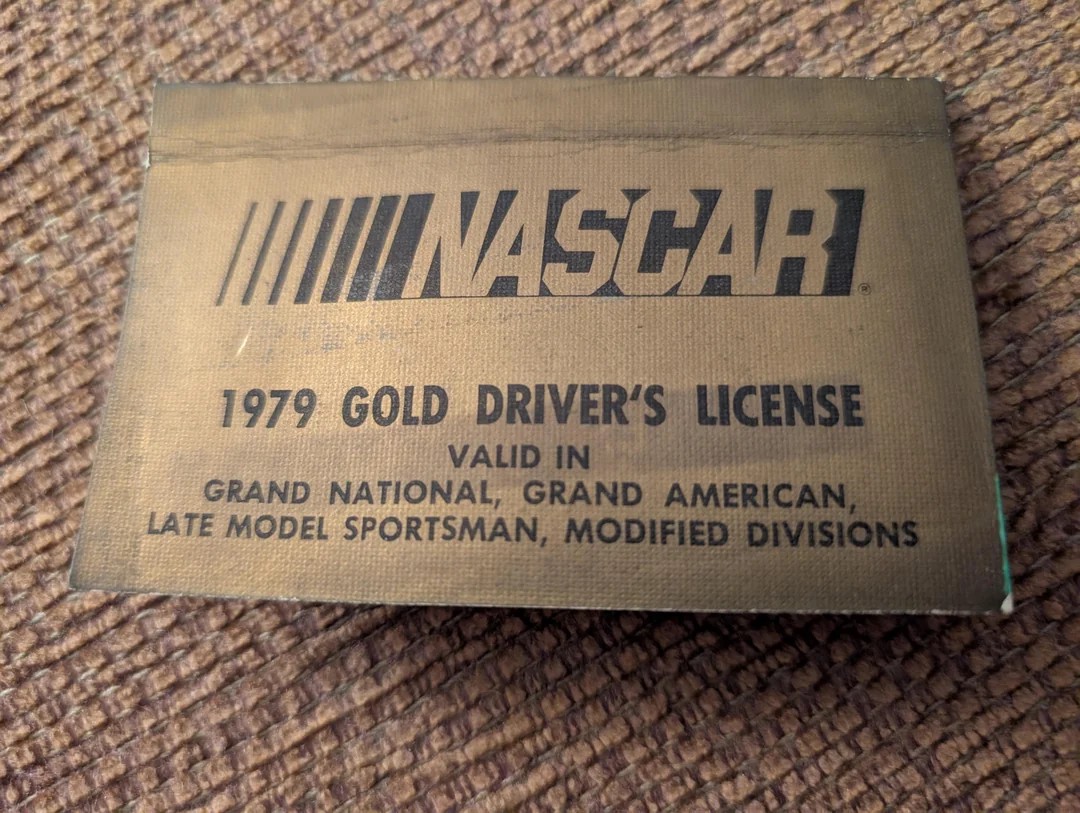 NASCAR®
1979 GOLD DRIVER'S LICENSE
VALID IN
GRAND NATIONAL, GRAND AMERICAN,
LATE MODEL SPORTSMAN, MODIFIED DIVISIONS